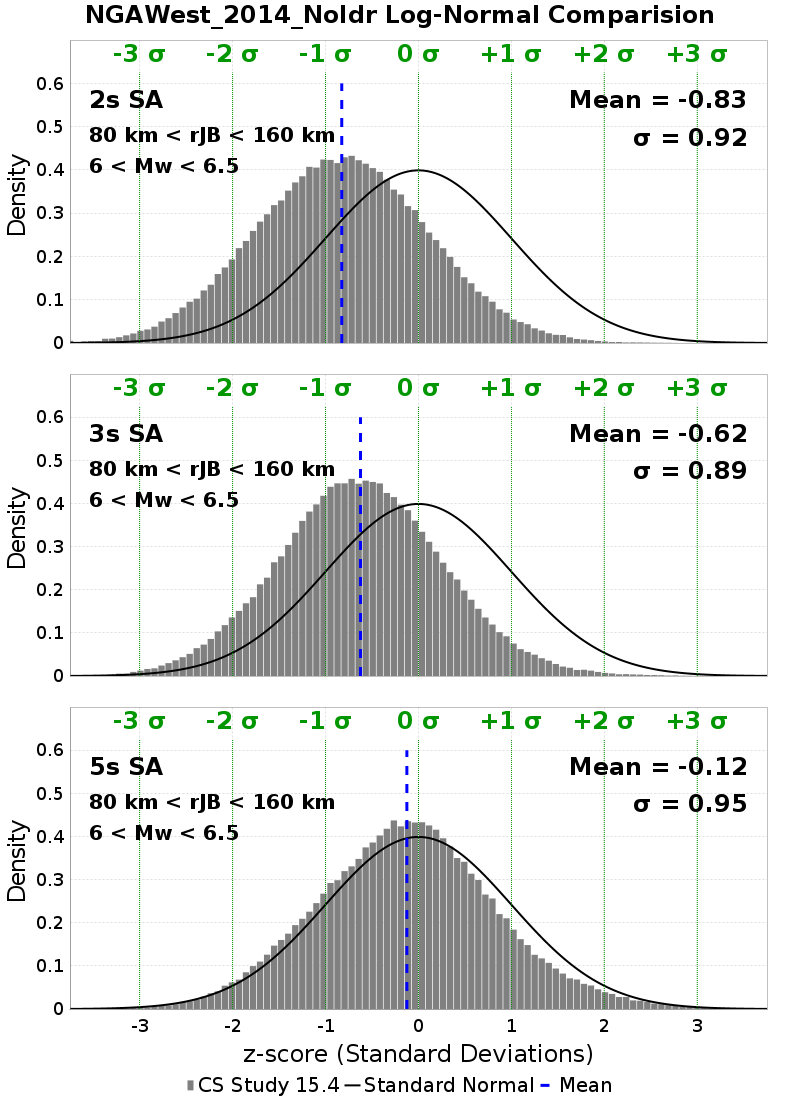 NGAWest_2014_NoIdr Log-Normal Comparision
-3 σ -2 σ -1 σ 0 σ +1 σ +2 σ +3 σ
0.6
2s SA Mean = -0.83
0.5
80 km < rJB < 160 km σ = 0.92
0.4
6 < Mw < 6.5
0.3
0.2
0.1
0
Density
-3 σ -2 σ -1 σ 0 σ +1 σ +2 σ +3 σ
0.6
3s SA Mean = -0.62
0.5
80 km < rJB < 160 km σ = 0.89
0.4
6 < Mw < 6.5
0.3
0.2
0.1
0
Density
-3 σ -2 σ -1 σ 0 σ +1 σ +2 σ +3 σ
0.6
5s SA Mean = -0.12
0.5
80 km < rJB < 160 km σ = 0.95
0.4
6 < Mw < 6.5
0.3
0.2
0.1
0
Density
-3 -2 -1 0 1 2 3
z-score (Standard Deviations)
CS Study 15.4 Standard Normal Mean